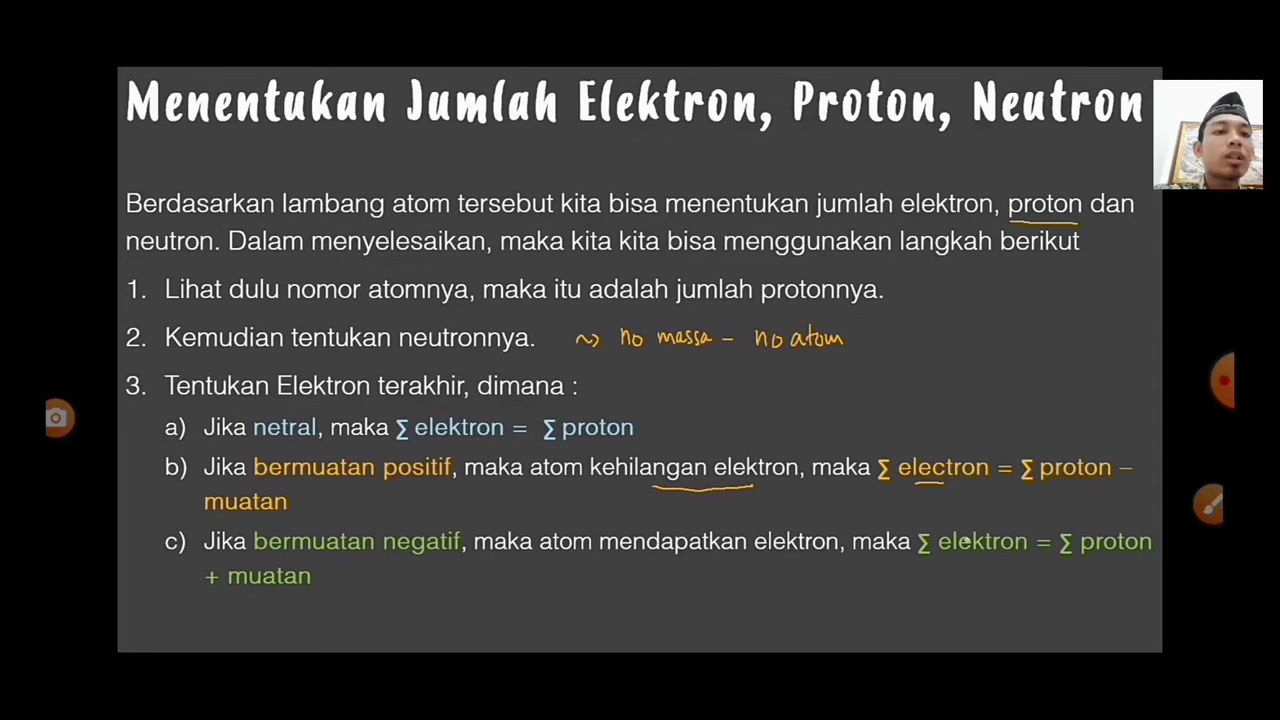 Menentukan Jumlah Elektron, Proton, Neutron
Berdasarkan lambang atom tersebut kita bisa menentukan jumlah elektron, proton dan
neutron. Dalam menyelesaikan, maka kita kita bisa menggunakan langkah berikut
1. Lihat dulu nomor atomnya, maka itu adalah jumlah protonnya.
2. Kemudian tentukan neutronnya. ~> no massa - no atom
3. Tentukan Elektron terakhir, dimana :
a) Jika netral, maka ∑ elektron = ∑ proton
b) Jika bermuatan positif, maka atom kehilangan elektron, maka ∑ electron = ∑ proton –
muatan
c) Jika bermuatan negatif, maka atom mendapatkan elektron, maka ∑ elektron = ∑ proton
+ muatan